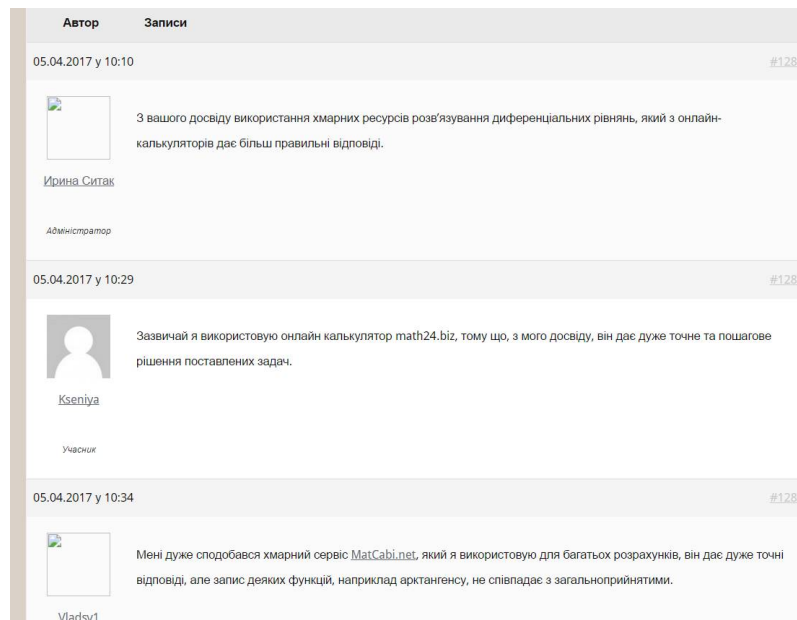 Автор Записи
05.04.2017 у 10:10 #128
З вашого досвіду використання хмарних ресурсів розв’язування диференціальних рівнянь, який з онлайн-
калькуляторів дає більш правильні відповіді.
Ирина Ситак
Адміністратор
05.04.2017 у 10:29 #128
Зазвичай я використовую онлайн калькулятор math24.biz, тому що, з мого досвіду, він дає дуже точне та пошагове
рішення поставлених задач.
Kseniya
Учасник
05.04.2017 у 10:34 #128
Мені дуже сподобався хмарний сервіс MatCabi.net, який я використовую для багатьох розрахунків, він дає дуже точні
відповіді, але запис деяких функцій, наприклад арктангенсу, не співпадає з загальноприйнятими.
Vladsv1